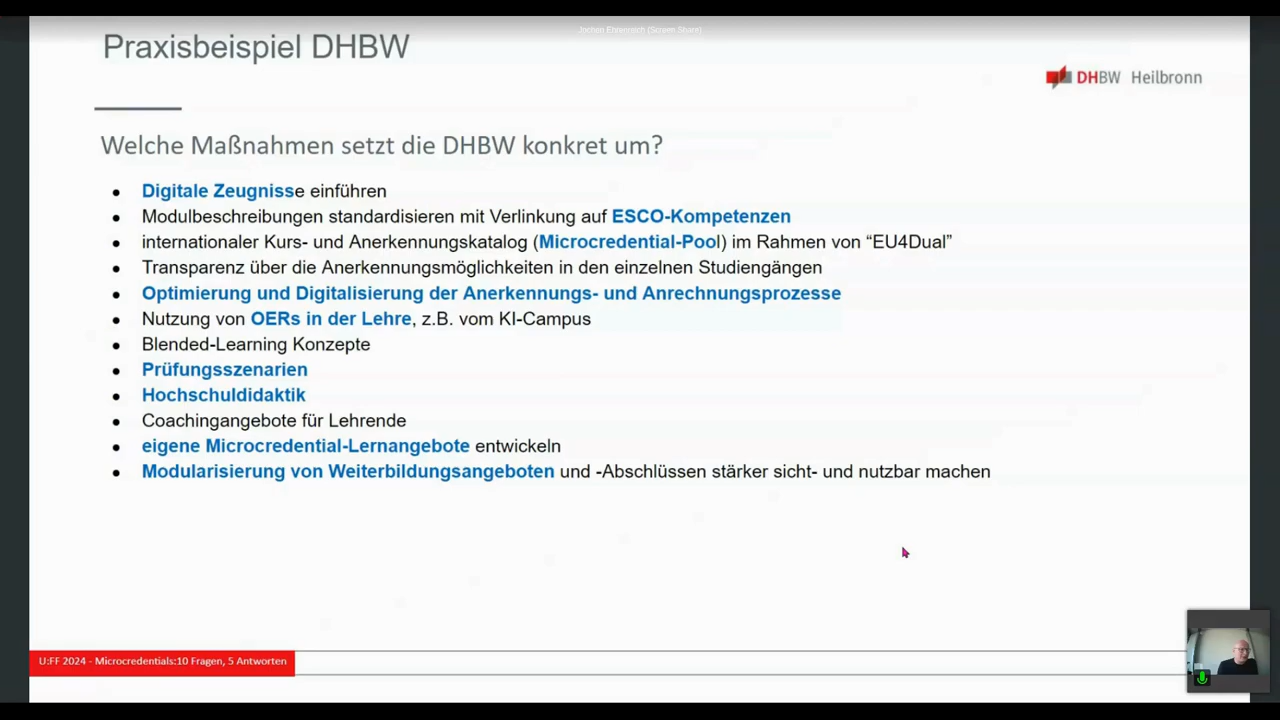 Jochen Ehrenreich (Screen Share)
Praxisbeispiel DHBW
DHBW Heilbronn
Welche Maßnahmen setzt die DHBW konkret um?
• Digitale Zeugnisse einführen
• Modulbeschreibungen standardisieren mit Verlinkung auf ESCO-Kompetenzen
• internationaler Kurs- und Anerkennungskatalog (Microcredential-Pool) im Rahmen von “EU4Dual”
• Transparenz über die Anerkennungsmöglichkeiten in den einzelnen Studiengängen
• Optimierung und Digitalisierung der Anerkennungs- und Anrechnungsprozesse
• Nutzung von OERs in der Lehre, z.B. vom KI-Campus
• Blended-Learning Konzepte
• Prüfungsszenarien
• Hochschuldidaktik
• Coachingangebote für Lehrende
• eigene Microcredential-Lernangebote entwickeln
• Modularisierung von Weiterbildungsangeboten und -Abschlüssen stärker sicht- und nutzbar machen
U:FF 2024 - Microcredentials:10 Fragen, 5 Antworten